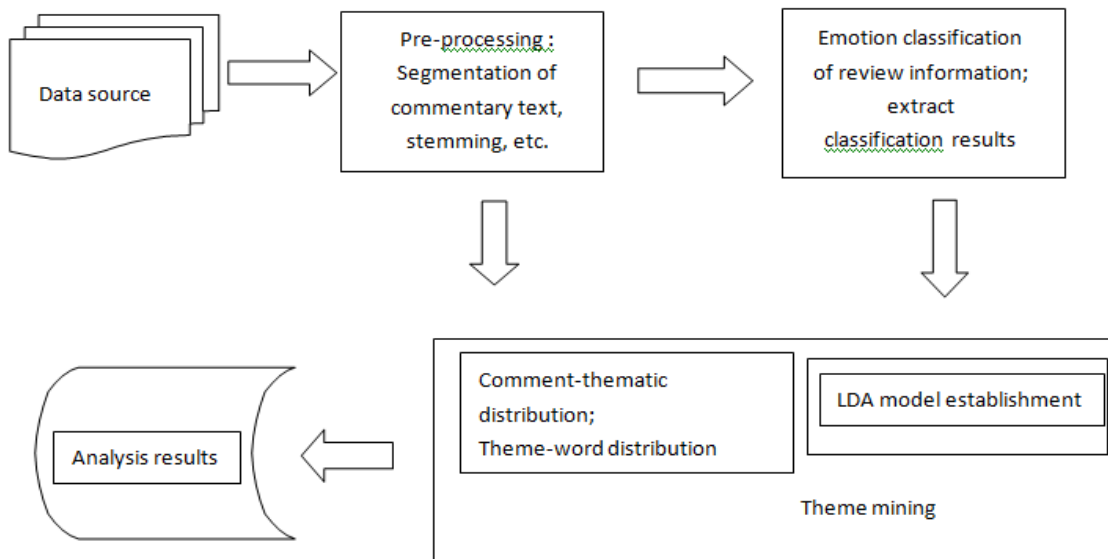 Data source
Pre-processing :
Segmentation of
commentary text,
stemming, etc.
Emotion classification
of review information;
extract
classification results
Comment-thematic
distribution;
Theme-word distribution
LDA model establishment
Theme mining
Analysis results